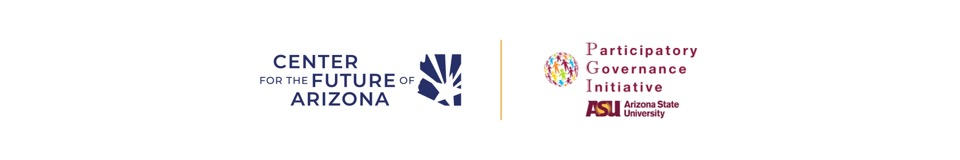 CENTER
FOR THE FUTURE OF
ARIZONA
Participatory
Governance
Initiative
ASU Arizona State
University